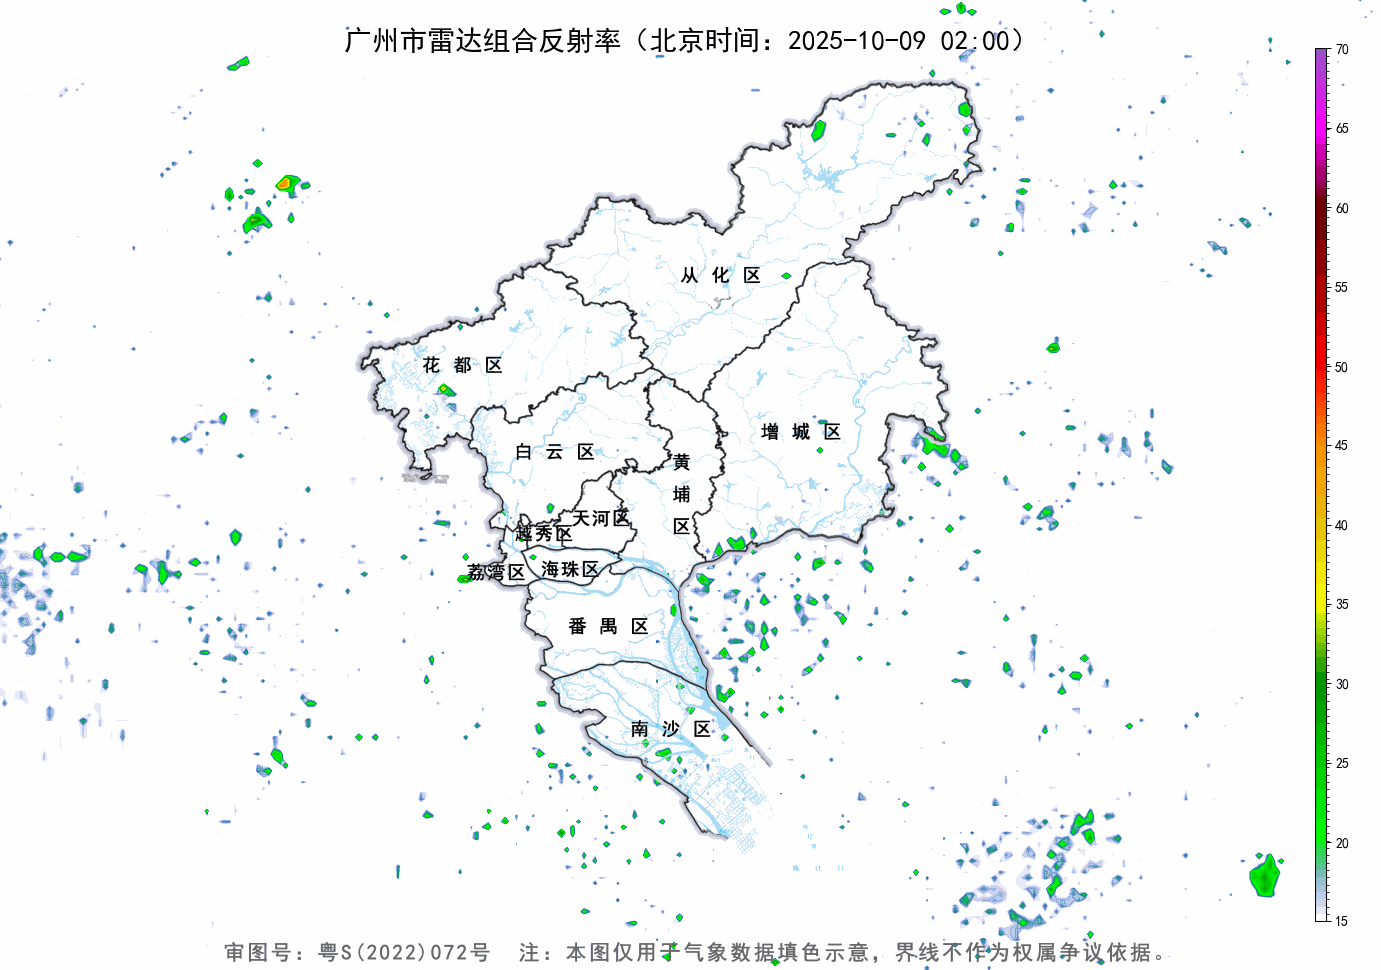 广州市雷达组合反射率（北京时间：2025-10-09 02:00）
70
65
60
55
50
45
40
35
30
25
20
15
从化区
花都区
增城区
白云区
黄埔区
天河区
越秀区
海珠区
荔湾区
番禺区
南沙区
审图号：粤S(2022)072号　注：本图仅用于气象数据填色示意，界线不作为权属争议依据。